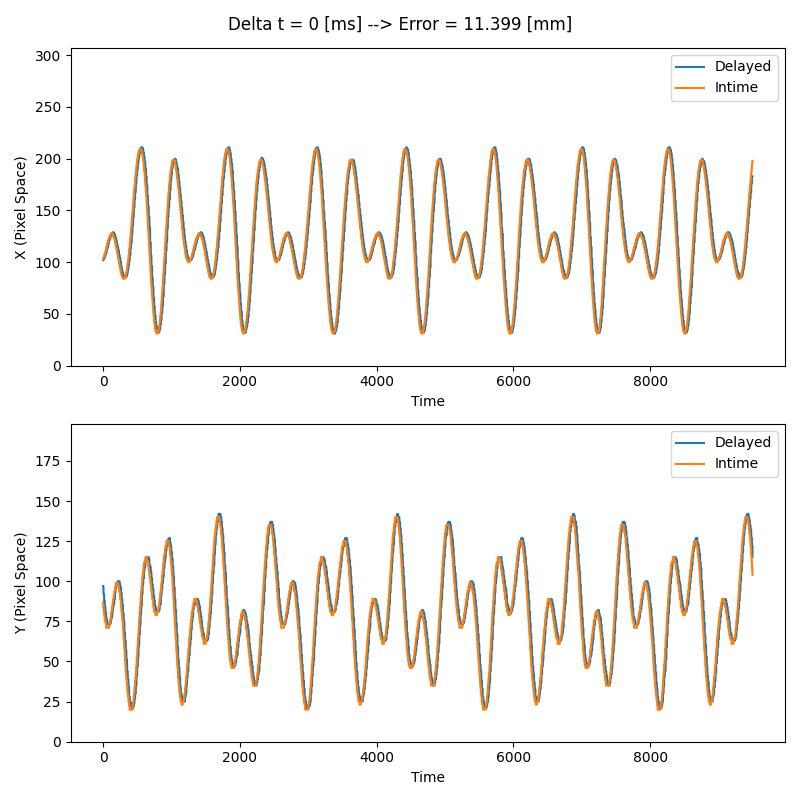 Delta t = 0 [ms] --> Error = 11.399 [mm]
300
250
200
150
100
50
0
X (Pixel Space)
Delayed
Intime
0 2000 4000 6000 8000
Time
175
150
125
100
75
50
25
0
Y (Pixel Space)
Delayed
Intime
0 2000 4000 6000 8000
Time